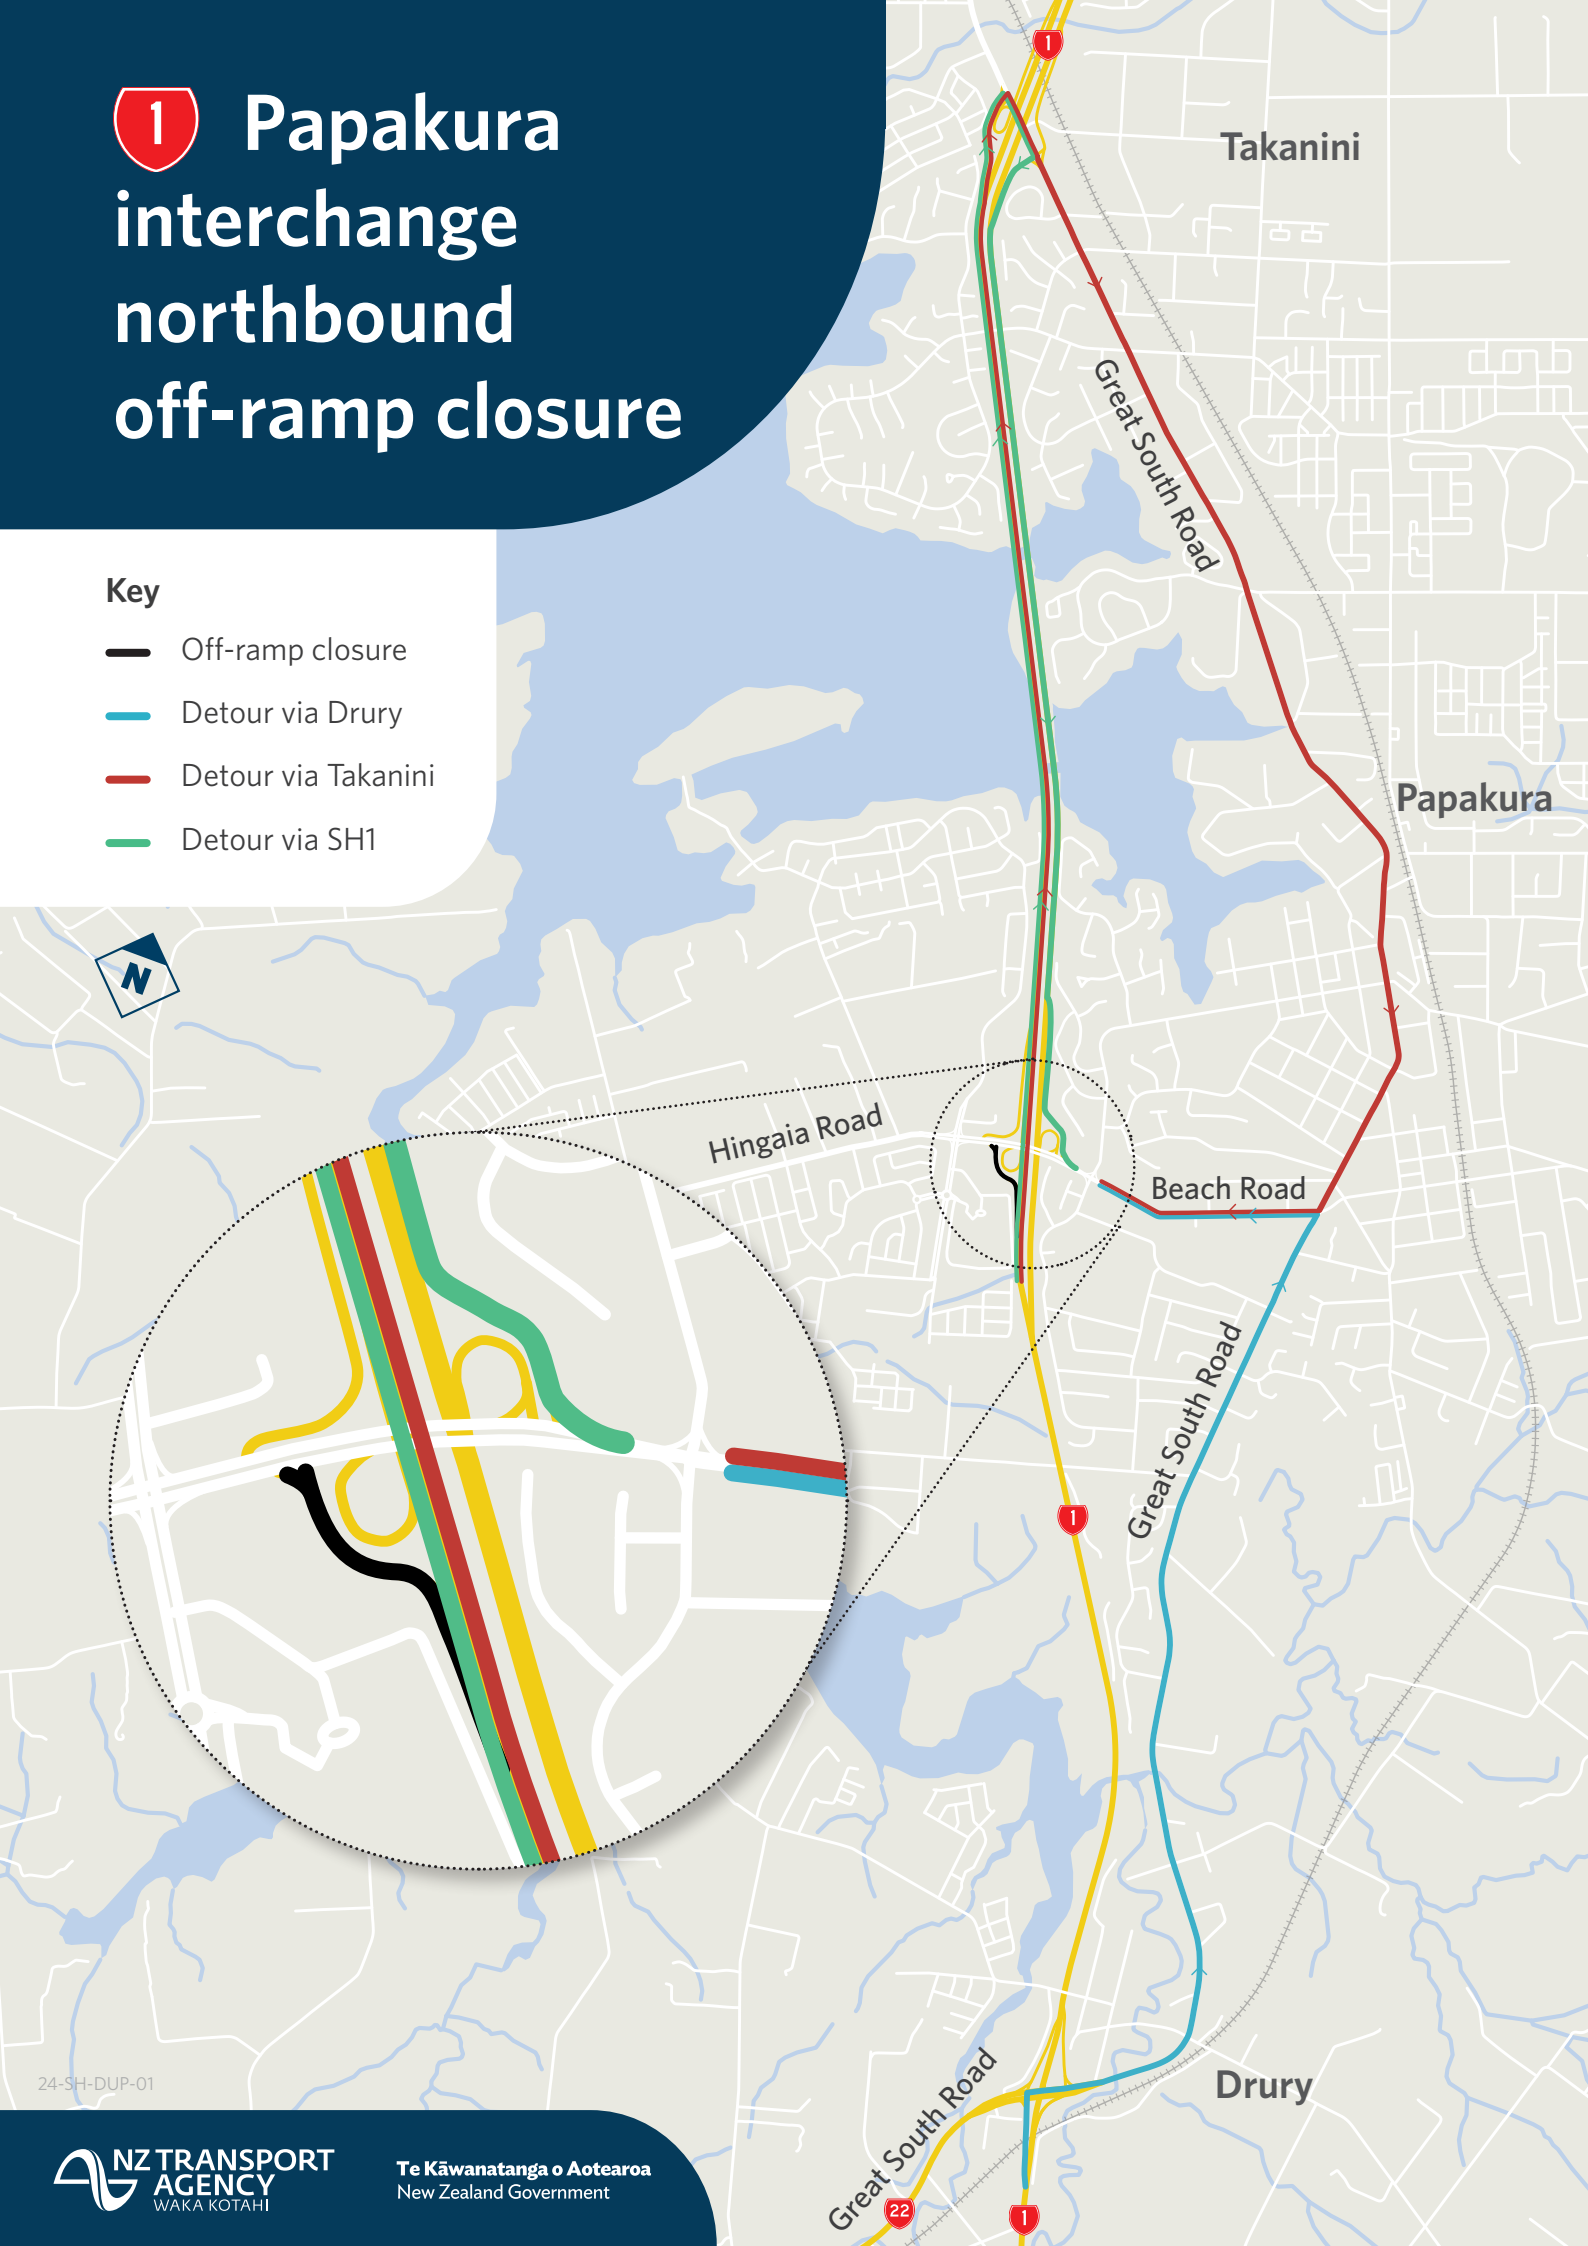 1 Papakura
interchange
northbound
off-ramp closure
Key
Off-ramp closure
Detour via Drury
Detour via Takanini
Detour via SH1
N
1
Takanini
Great South Road
Papakura
Hingaia Road
Beach Road
Great South Road
1
Great South Road
Drury
22
1
24-SH-DUP-01
NZ TRANSPORT
AGENCY
WAKA KOTAHI
Te Kāwanatanga o Aotearoa
New Zealand Government